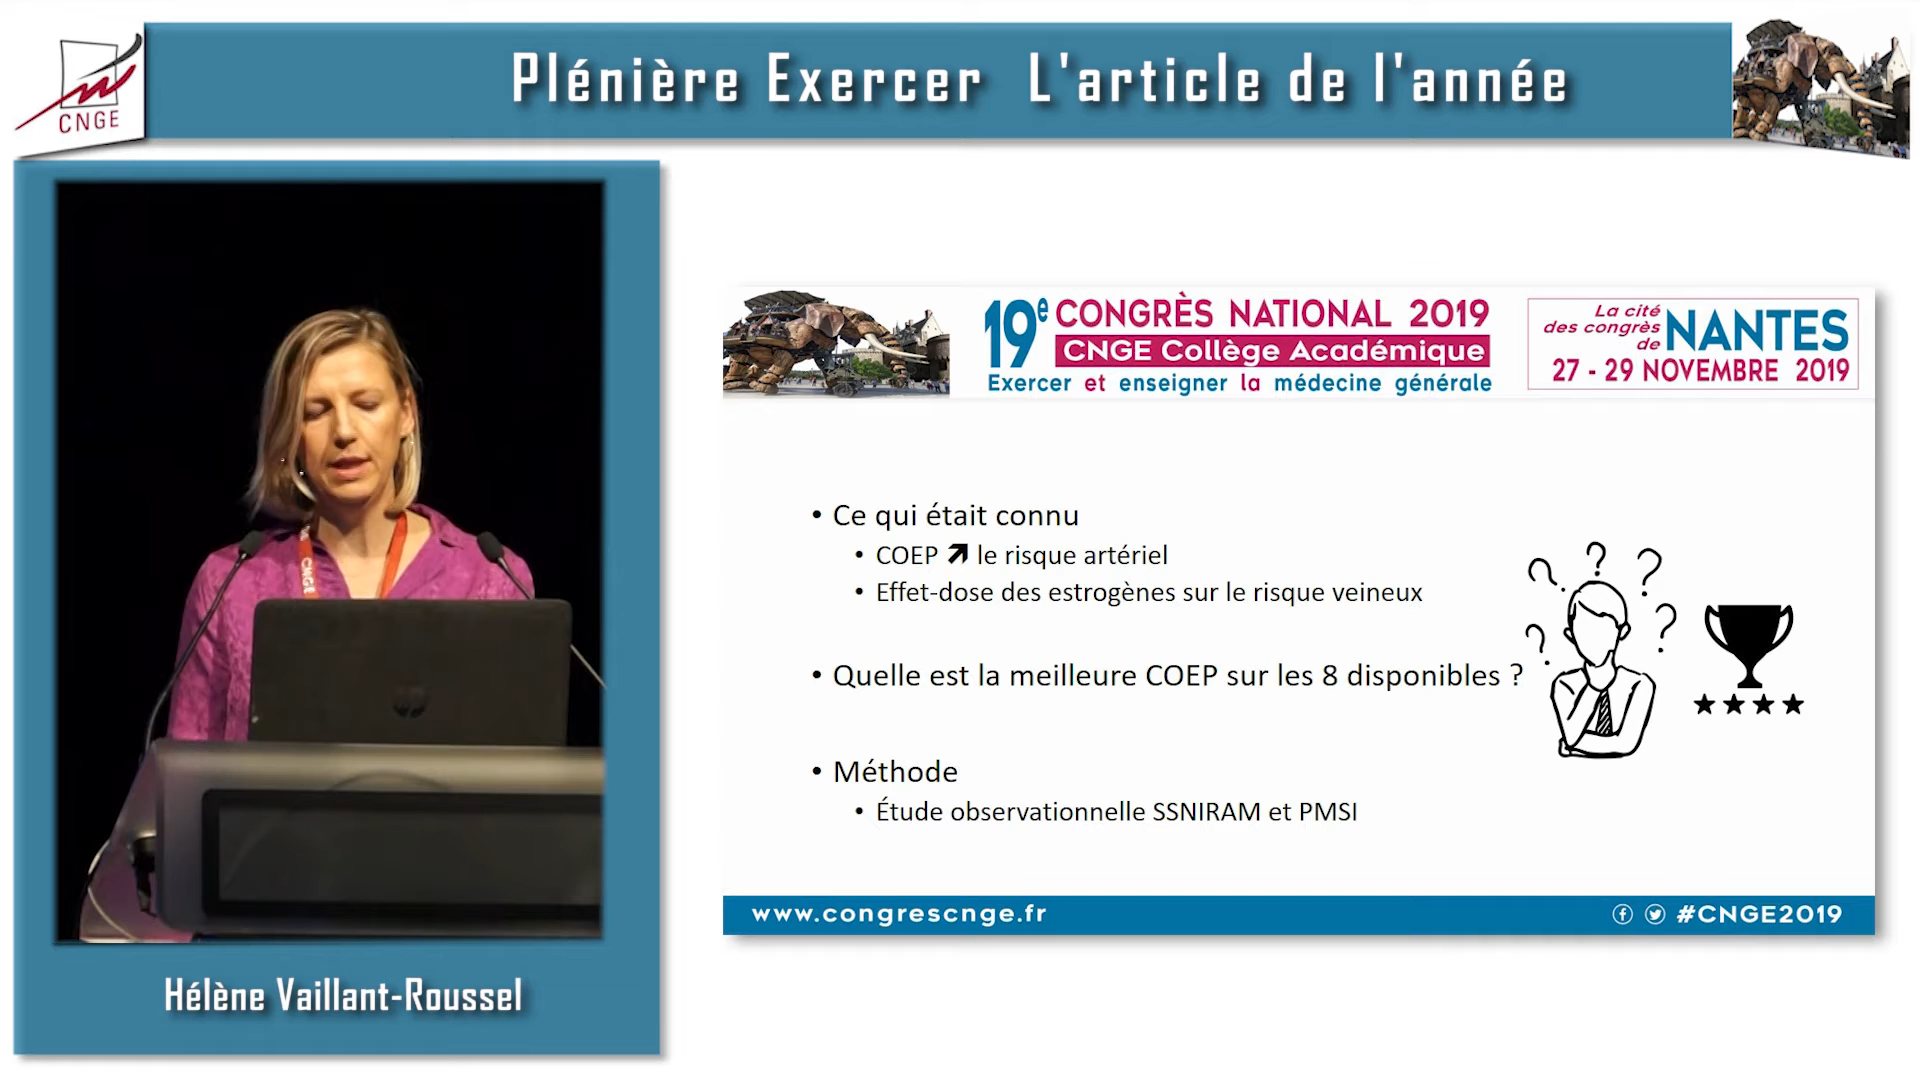 Plénière Exercer L'article de l'année
CNGE
CNGE
Hélène Vaillant-Roussel
19e CONGRÈS NATIONAL 2019
CNGE Collège Académique
Exercer et enseigner la médecine générale
La cité
des congrès
de NANTES
27 - 29 NOVEMBRE 2019
• Ce qui était connu
• COEP ↗ le risque artériel
• Effet-dose des estrogènes sur le risque veineux
• Quelle est la meilleure COEP sur les 8 disponibles ?
• Méthode
• Étude observationnelle SSNIRAM et PMSI
? ? ? ? ?
www.congrescnge.fr
#CNGE2019